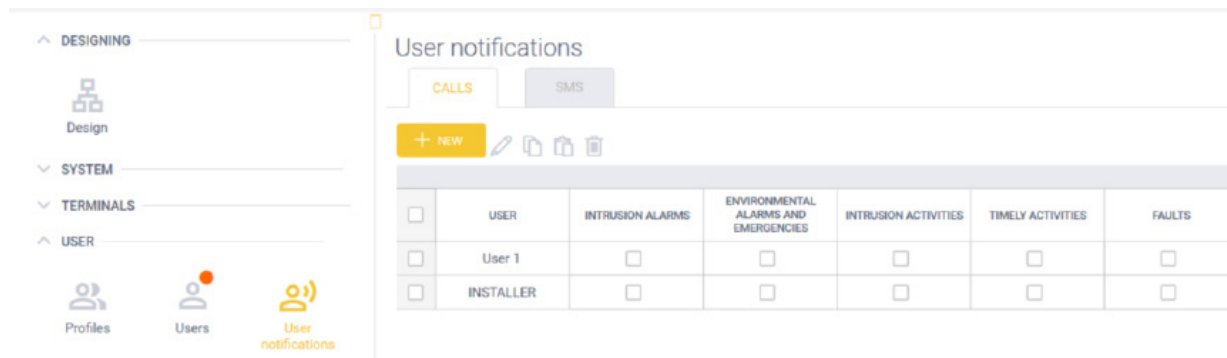 DESIGNING
Design
SYSTEM
TERMINALS
USER
Profiles
Users
User
notifications
User notifications
CALLS
SMS
+ NEW
USER
INTRUSION ALARMS
ENVIRONMENTAL
ALARMS AND
EMERGENCIES
INTRUSION ACTIVITIES
TIMELY ACTIVITIES
FAULTS
User 1
INSTALLER